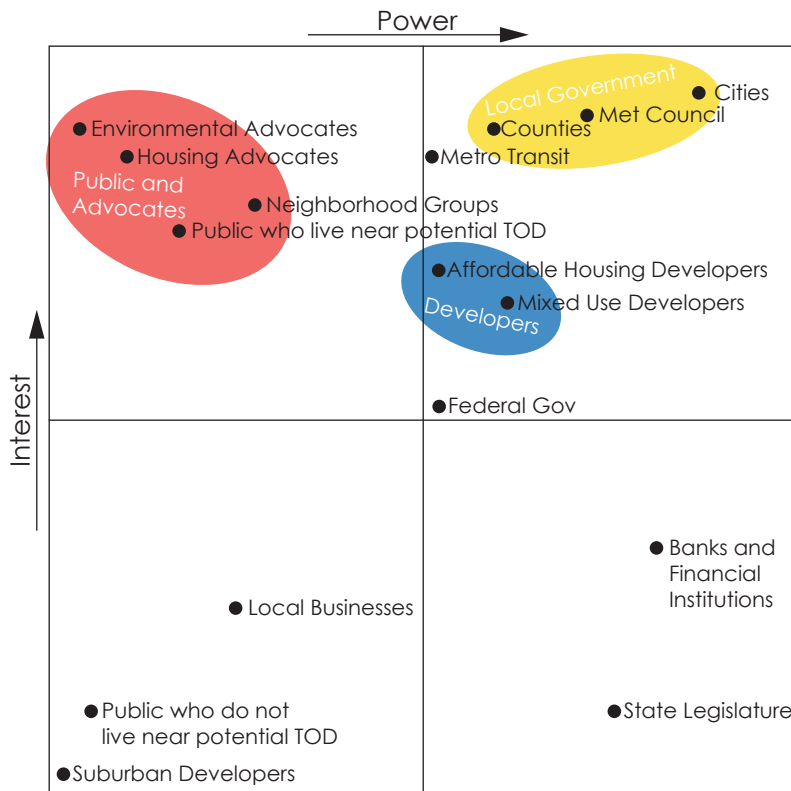 Power
Local Government
Cities
Met Council
Environmental Advocates
Counties
Housing Advocates
Metro Transit
Public and
Advocates
Neighborhood Groups
Public who live near potential TOD
Affordable Housing Developers
Mixed Use Developers
Developers
Interest
Federal Gov
Banks and
Financial
Institutions
Local Businesses
Public who do not
live near potential TOD
State Legislature
Suburban Developers